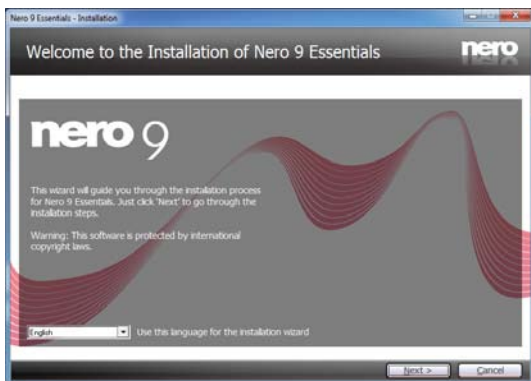 Nero 9 Essentials - Installation
Welcome to the Installation of Nero 9 Essentials
nero
nero 9
This wizard will guide you through the installation process
for Nero 9 Essentials. Just click 'Next' to go through the
installation steps.
Warning: This software is protected by international
copyright laws.
English
Use this language for the installation wizard
Next >
Cancel